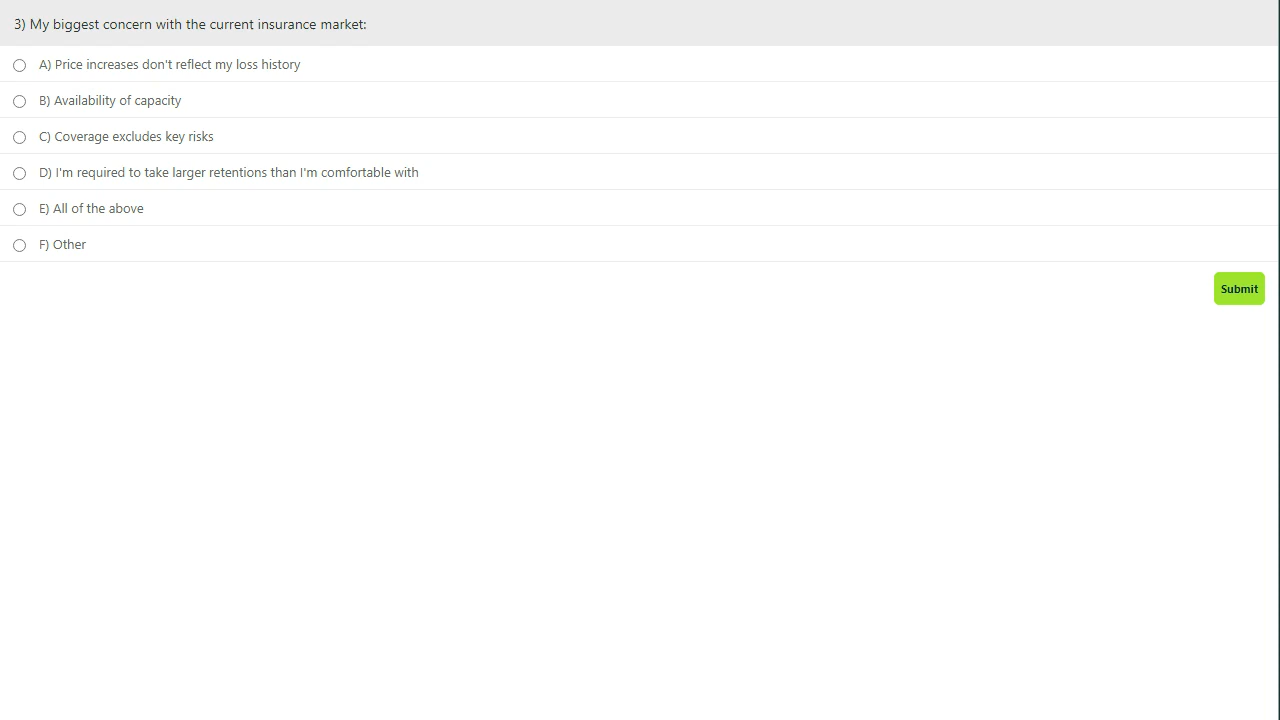 3) My biggest concern with the current insurance market:
A) Price increases don't reflect my loss history
B) Availability of capacity
C) Coverage excludes key risks
D) I'm required to take larger retentions than I'm comfortable with
E) All of the above
F) Other
Submit